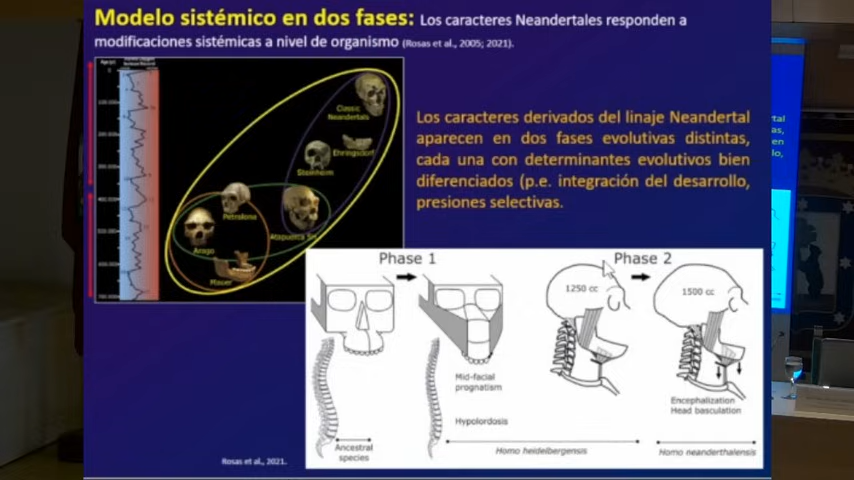 Modelo sistémico en dos fases: Los caracteres Neandertales responden a
modificaciones sistémicas a nivel de organismo (Rosas et al., 2005; 2021).
Classic
Neandertals
Ehringsdorf
Steinheim
Petralona
Atapuerca SH
Arago
Mauer
Los caracteres derivados del linaje Neandertal
aparecen en dos fases evolutivas distintas,
cada una con determinantes evolutivos bien
diferenciados (p.e. integración del desarrollo,
presiones selectivas.
Phase 1
Phase 2
1250 cc
1500 cc
Mid-facial
prognatism
Hypolordosis
Encephalization
Head basculation
Ancestral
species
Homo heidelbergensis
Homo neanderthalensis
Rosas et al., 2021.